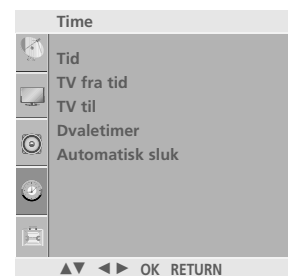 Time
Tid
TV fra tid
TV til
Dvaletimer
Automatisk sluk
▲▼ ◄► OK RETURN